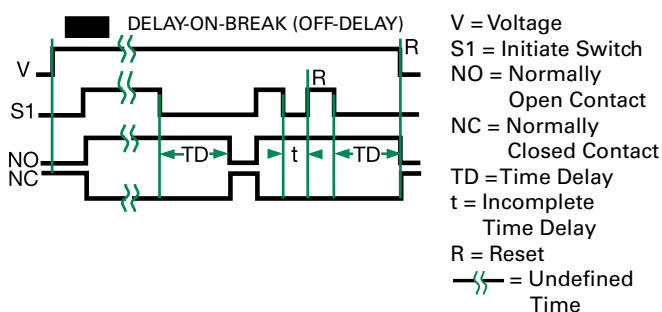 DELAY-ON-BREAK (OFF-DELAY)
V
R
S1
R
NO
NC
TD
t
TD
V = Voltage
S1 = Initiate Switch
NO = Normally
Open Contact
NC = Normally
Closed Contact
TD = Time Delay
t = Incomplete
Time Delay
R = Reset
= Undefined
Time